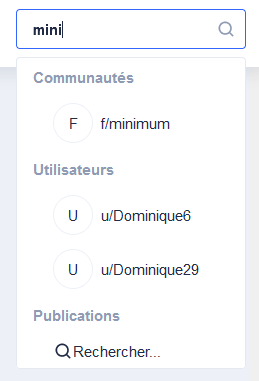 mini
Communautés
F f/minimum
Utilisateurs
U u/Dominique6
U u/Dominique29
Publications
Rechercher...